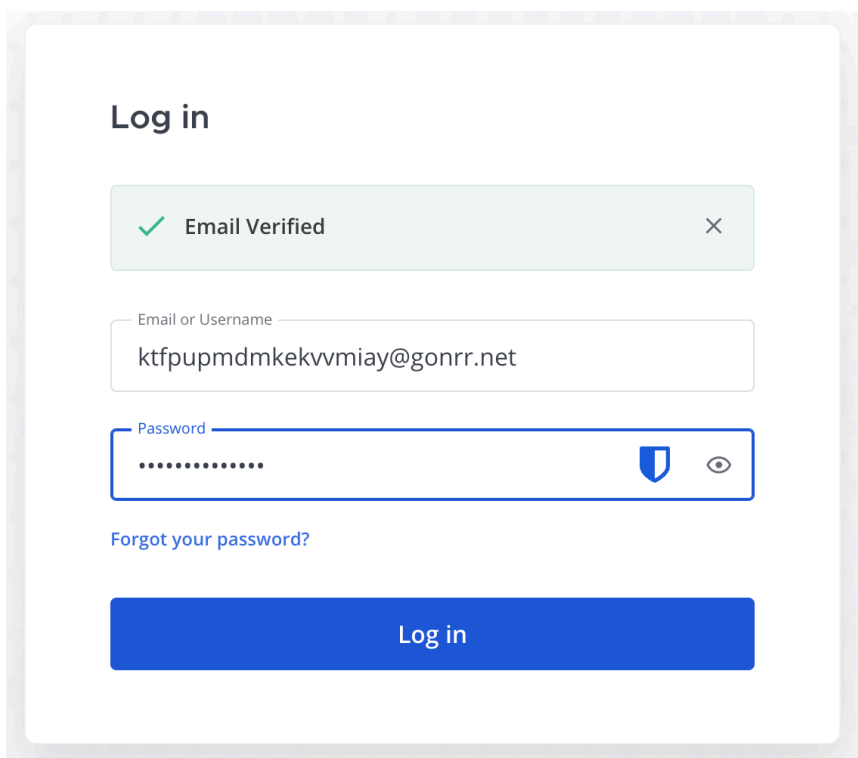 Log in
Email Verified
Email or Username
ktfpupmdmkekvvmiay@gonrr.net
Password
••••••••••••••
Forgot your password?
Log in